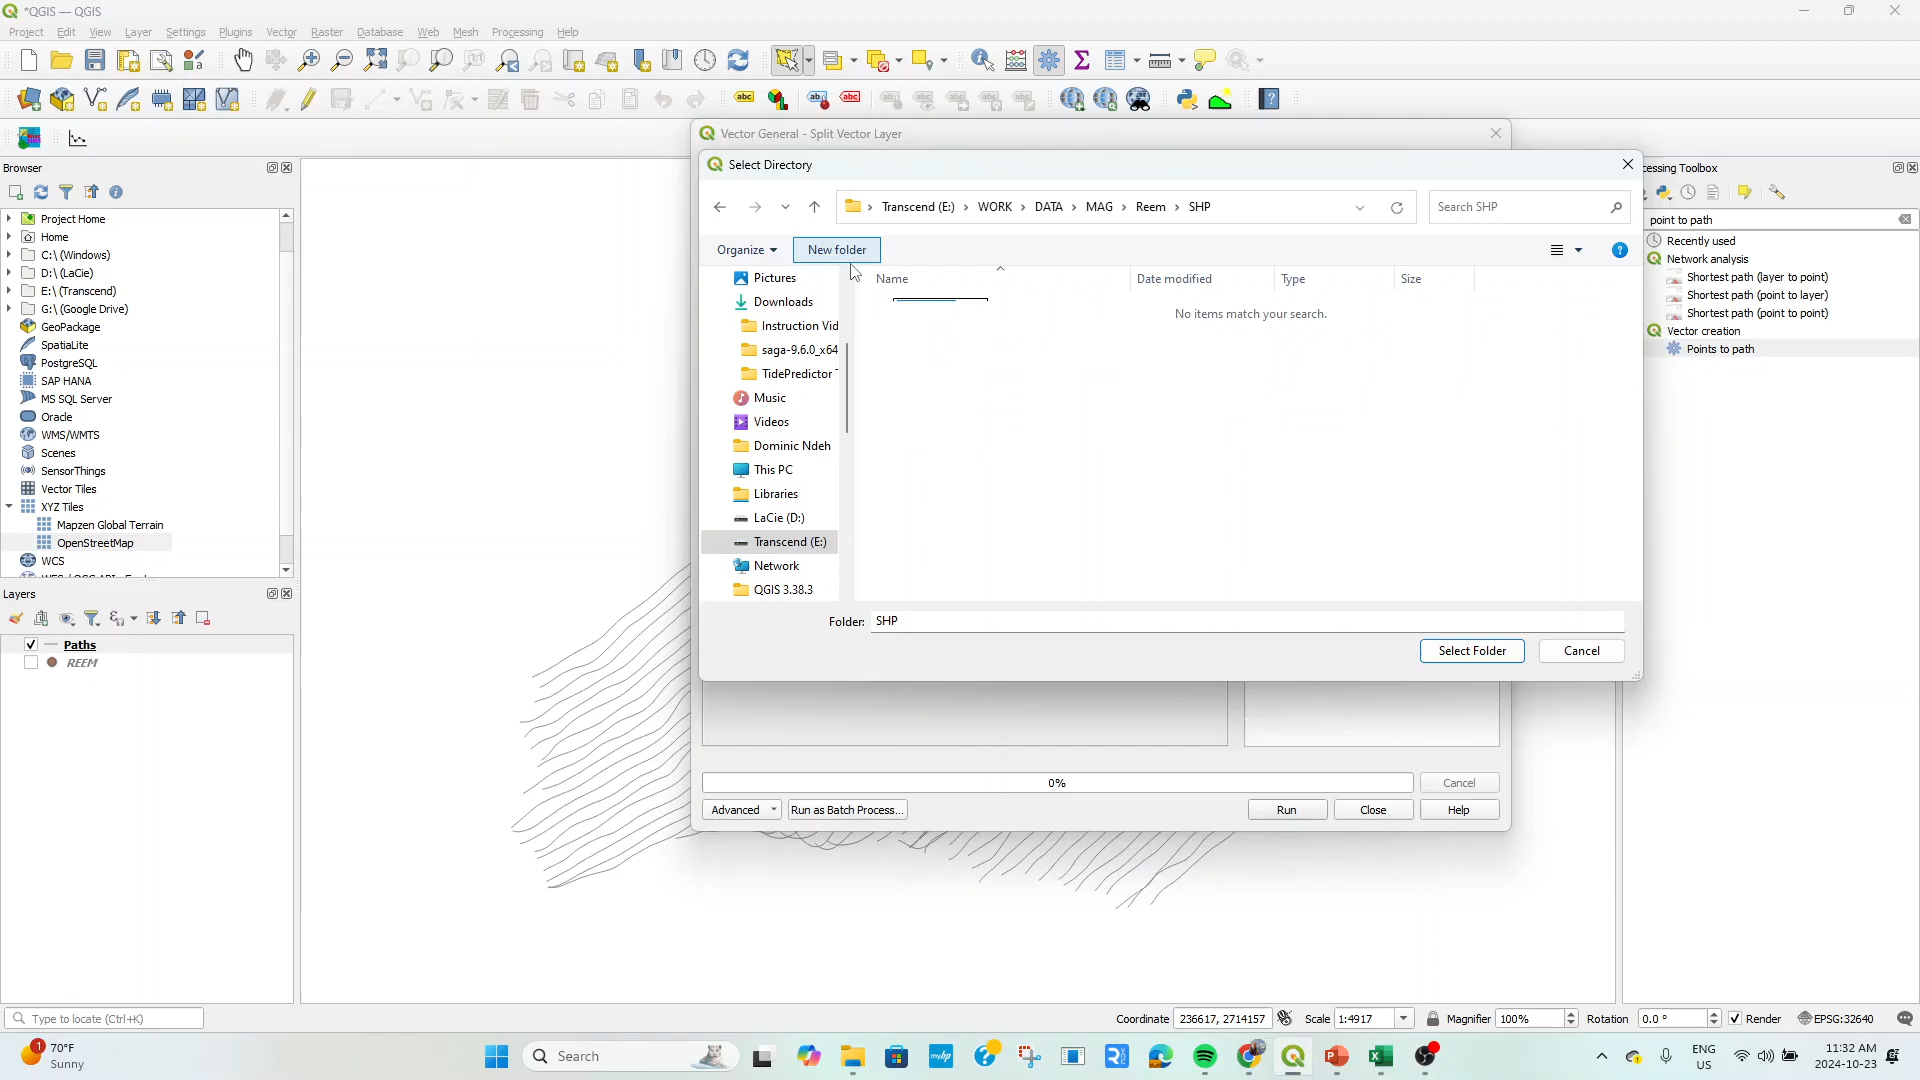 *QGIS — QGIS
Project Edit View Layer Settings Plugins Vector Raster Database Web Mesh Processing Help
Browser
Project Home
Home
C:\ (Windows)
D:\ (LaCie)
E:\ (Transcend)
G:\ (Google Drive)
GeoPackage
SpatiaLite
PostgreSQL
SAP HANA
MS SQL Server
Oracle
WMS/WMTS
Scenes
SensorThings
Vector Tiles
XYZ Tiles
Mapzen Global Terrain
OpenStreetMap
WCS
Layers
Paths
REEM
Vector General - Split Vector Layer
Select Directory
Transcend (E:) WORK DATA MAG Reem SHP
Search SHP
Organize New folder
Pictures
Downloads
Instruction Vid
saga-9.6.0_x64
TidePredictor
Music
Videos
Dominic Ndeh
This PC
Libraries
LaCie (D:)
Transcend (E:)
Network
QGIS 3.38.3
Name Date modified Type Size
No items match your search.
Folder: SHP
Select Folder Cancel
0%
Cancel
Advanced Run as Batch Process... Run Close Help
cessing Toolbox
point to path
Recently used
Network analysis
Shortest path (layer to point)
Shortest path (point to layer)
Shortest path (point to point)
Vector creation
Points to path
Type to locate (Ctrl+K)
Coordinate 236617, 2714157 Scale 1:4917 Magnifier 100% Rotation 0.0 ° Render EPSG:32640
1
70°F
Sunny
Search
ENG
US
11:32 AM
2024-10-23